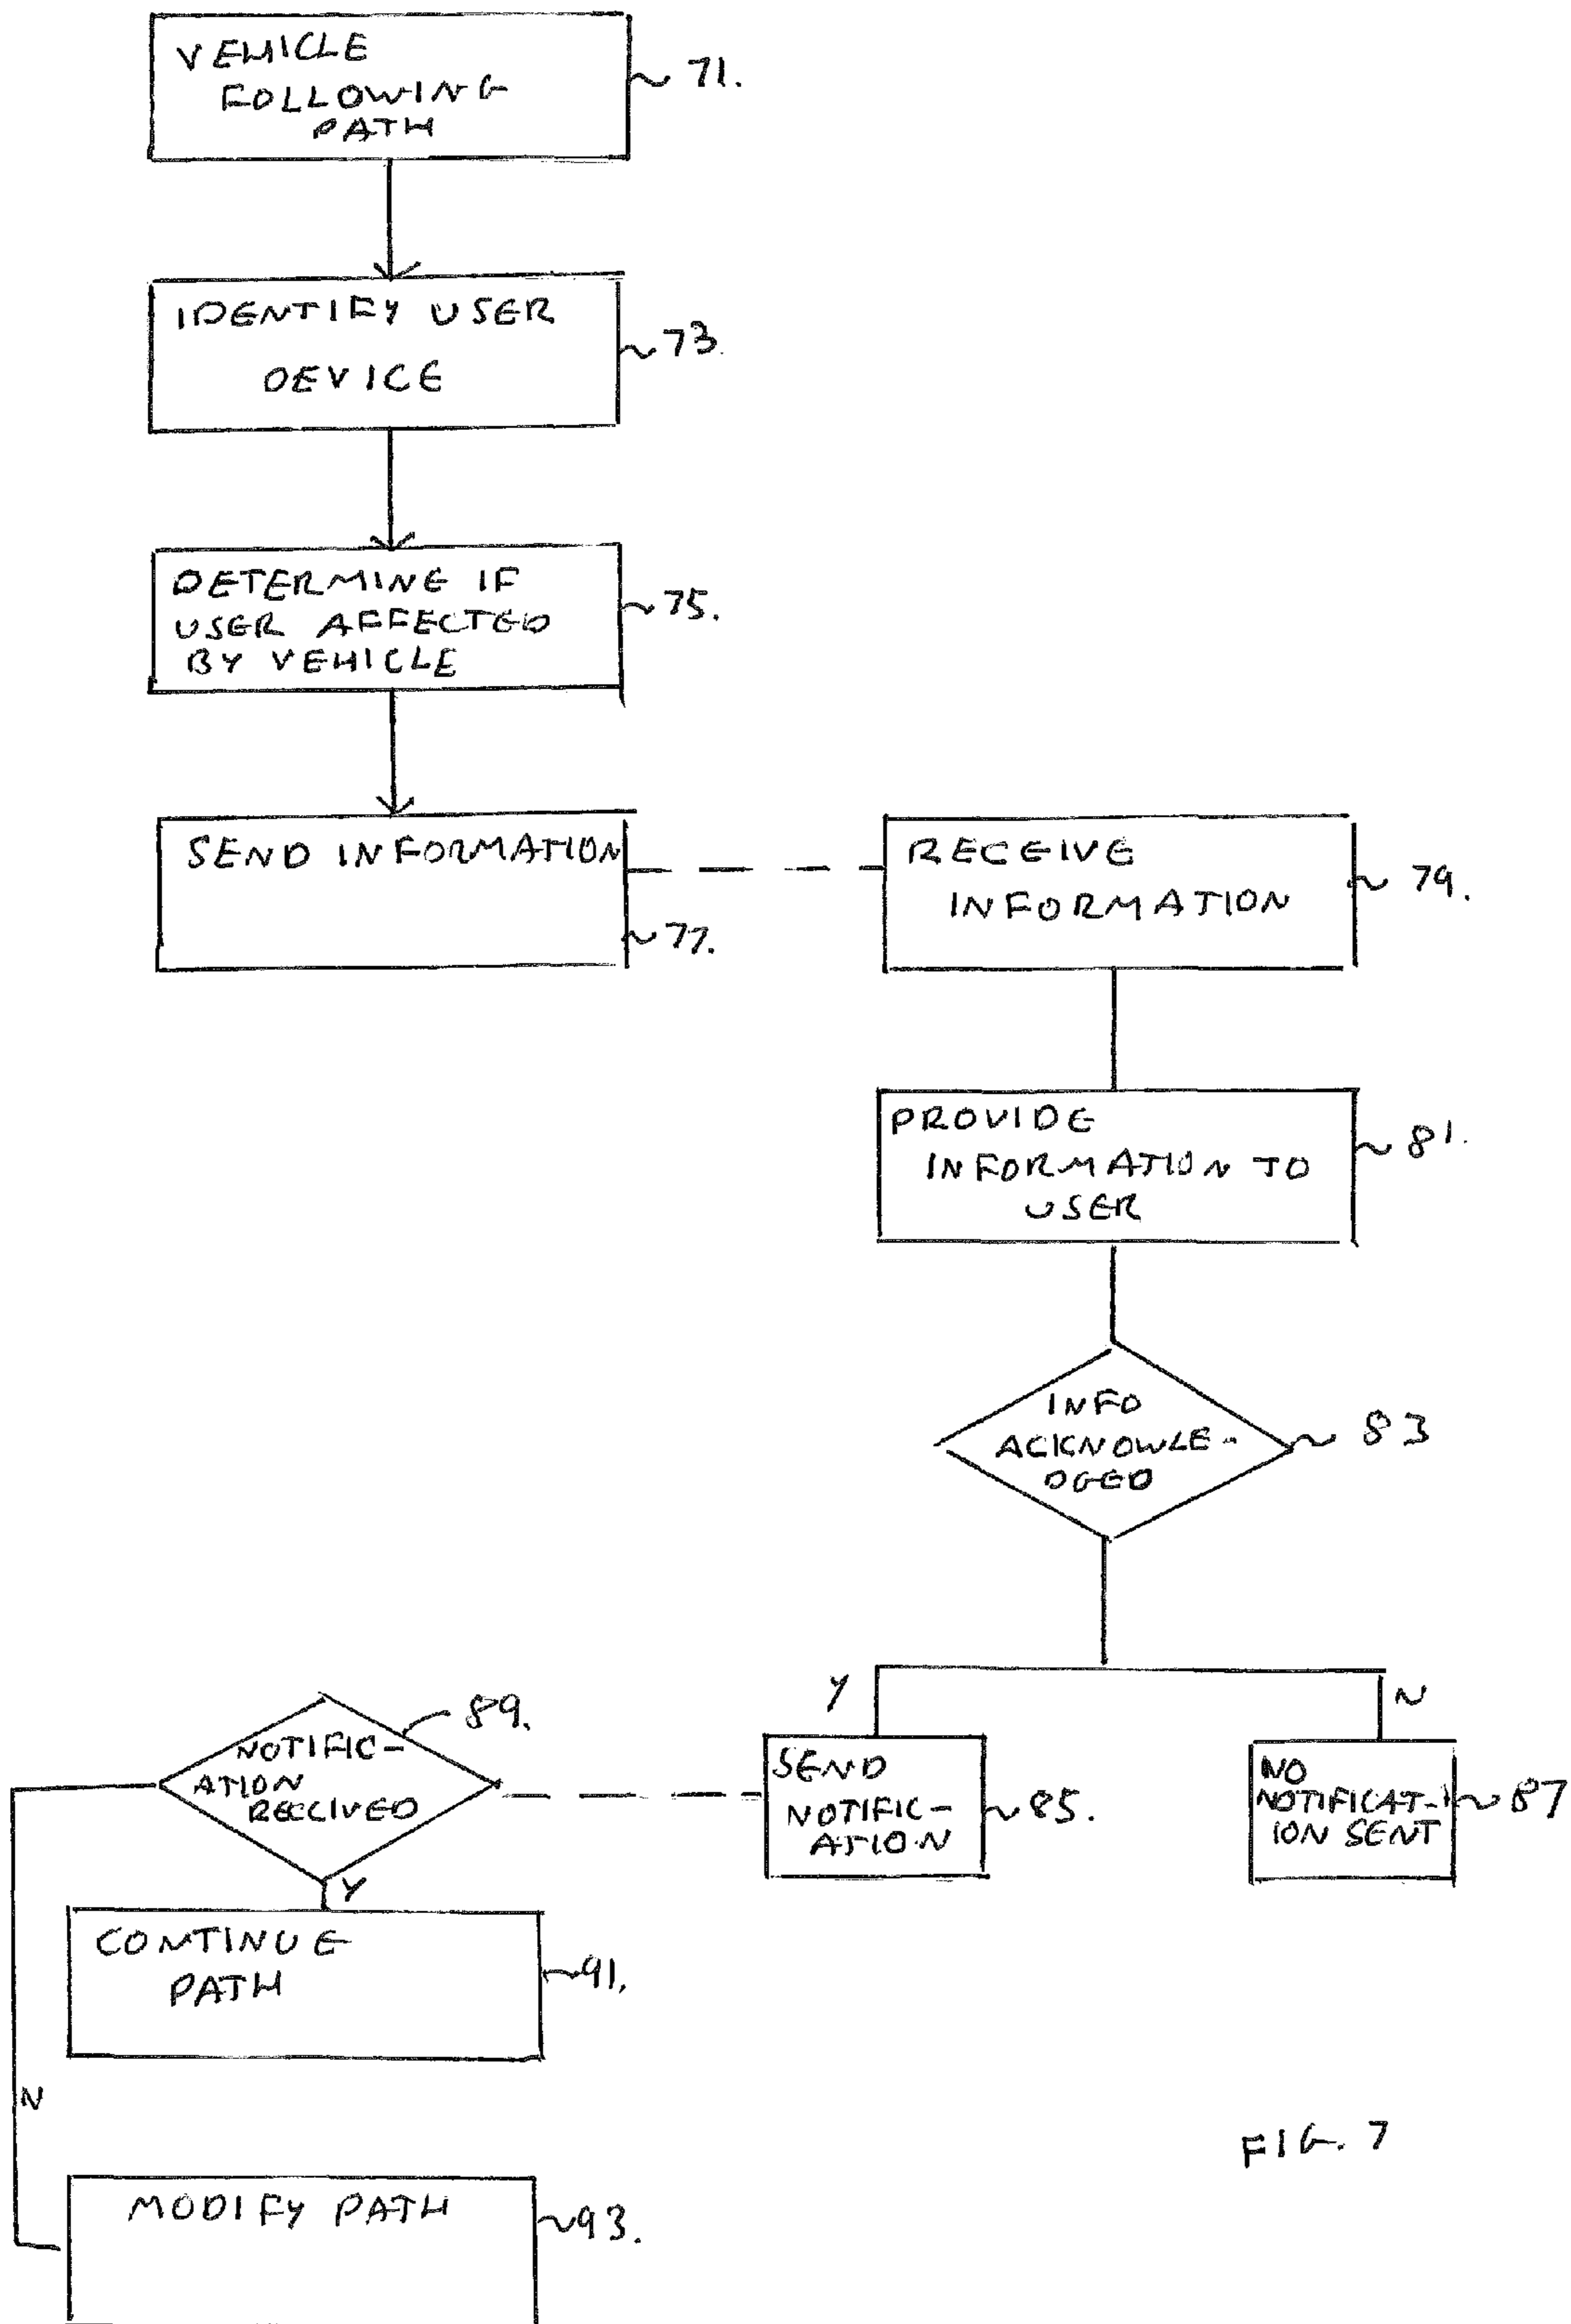 VEHICLE
FOLLOWING
PATH
71.
IDENTIFY USER
DEVICE
73.
DETERMINE IF
USER AFFECTED
BY VEHICLE
75.
SEND INFORMATION
77.
RECEIVE
INFORMATION
79.
PROVIDE
INFORMATION TO
USER
81.
INFO
ACKNOWLE-
DGED
83
Y
N
89.
NOTIFIC-
ATION
RECEIVED
SEND
NOTIFIC-
ATION
85.
NO
NOTIFICAT-
ION SENT
87
Y
CONTINUE
PATH
91.
N
FIG. 7
MODIFY PATH
93.